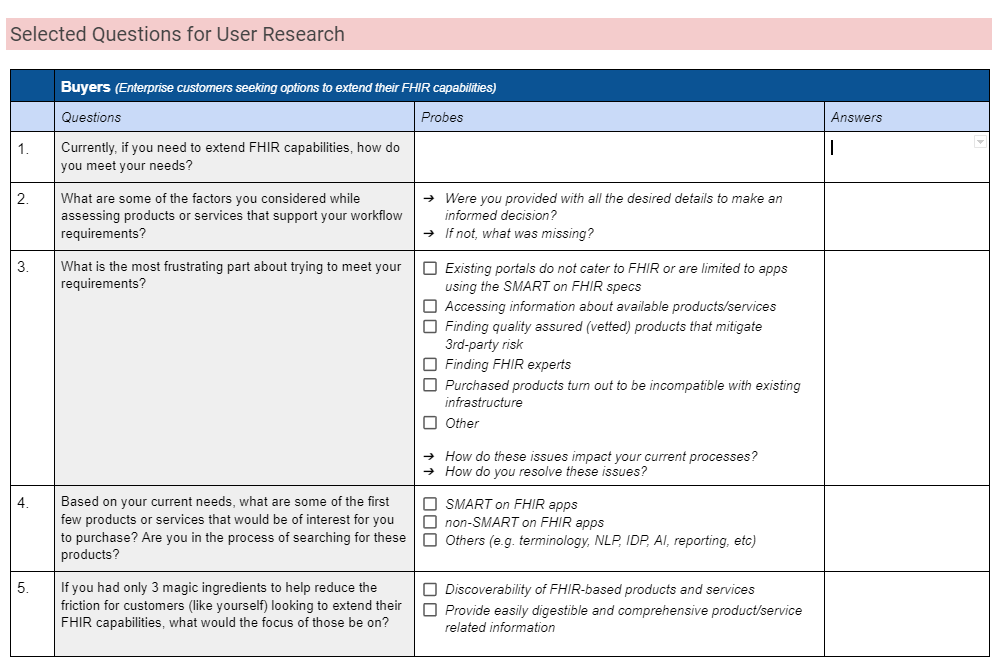 Selected Questions for User Research
Buyers (Enterprise customers seeking options to extend their FHIR capabilities)
Questions
Probes
Answers
1.
Currently, if you need to extend FHIR capabilities, how do
you meet your needs?
2.
What are some of the factors you considered while
assessing products or services that support your workflow
requirements?
➔ Were you provided with all the desired details to make an
informed decision?
➔ If not, what was missing?
3.
What is the most frustrating part about trying to meet your
requirements?
☐ Existing portals do not cater to FHIR or are limited to apps
using the SMART on FHIR specs
☐ Accessing information about available products/services
☐ Finding quality assured (vetted) products that mitigate
3rd-party risk
☐ Finding FHIR experts
☐ Purchased products turn out to be incompatible with existing
infrastructure
☐ Other
➔ How do these issues impact your current processes?
➔ How do you resolve these issues?
4.
Based on your current needs, what are some of the first
few products or services that would be of interest for you
to purchase? Are you in the process of searching for these
products?
☐ SMART on FHIR apps
☐ non-SMART on FHIR apps
☐ Others (e.g. terminology, NLP, IDP, AI, reporting, etc)
5.
If you had only 3 magic ingredients to help reduce the
friction for customers (like yourself) looking to extend their
FHIR capabilities, what would the focus of those be on?
☐ Discoverability of FHIR-based products and services
☐ Provide easily digestible and comprehensive product/service
related information